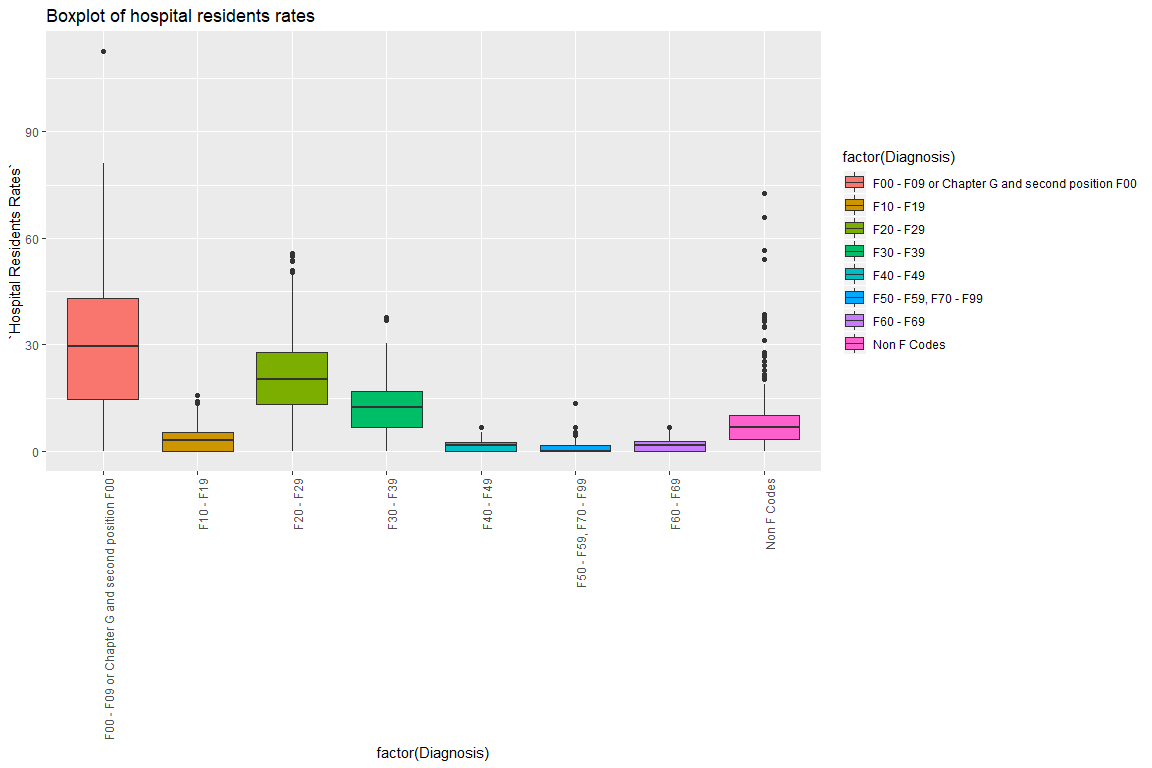 Boxplot of hospital residents rates
`Hospital Residents Rates`
90
60
30
0
F00 - F09 or Chapter G and second position F00
F10 - F19
F20 - F29
F30 - F39
F40 - F49
F50 - F59, F70 - F99
F60 - F69
Non F Codes
factor(Diagnosis)
factor(Diagnosis)
F00 - F09 or Chapter G and second position F00
F10 - F19
F20 - F29
F30 - F39
F40 - F49
F50 - F59, F70 - F99
F60 - F69
Non F Codes